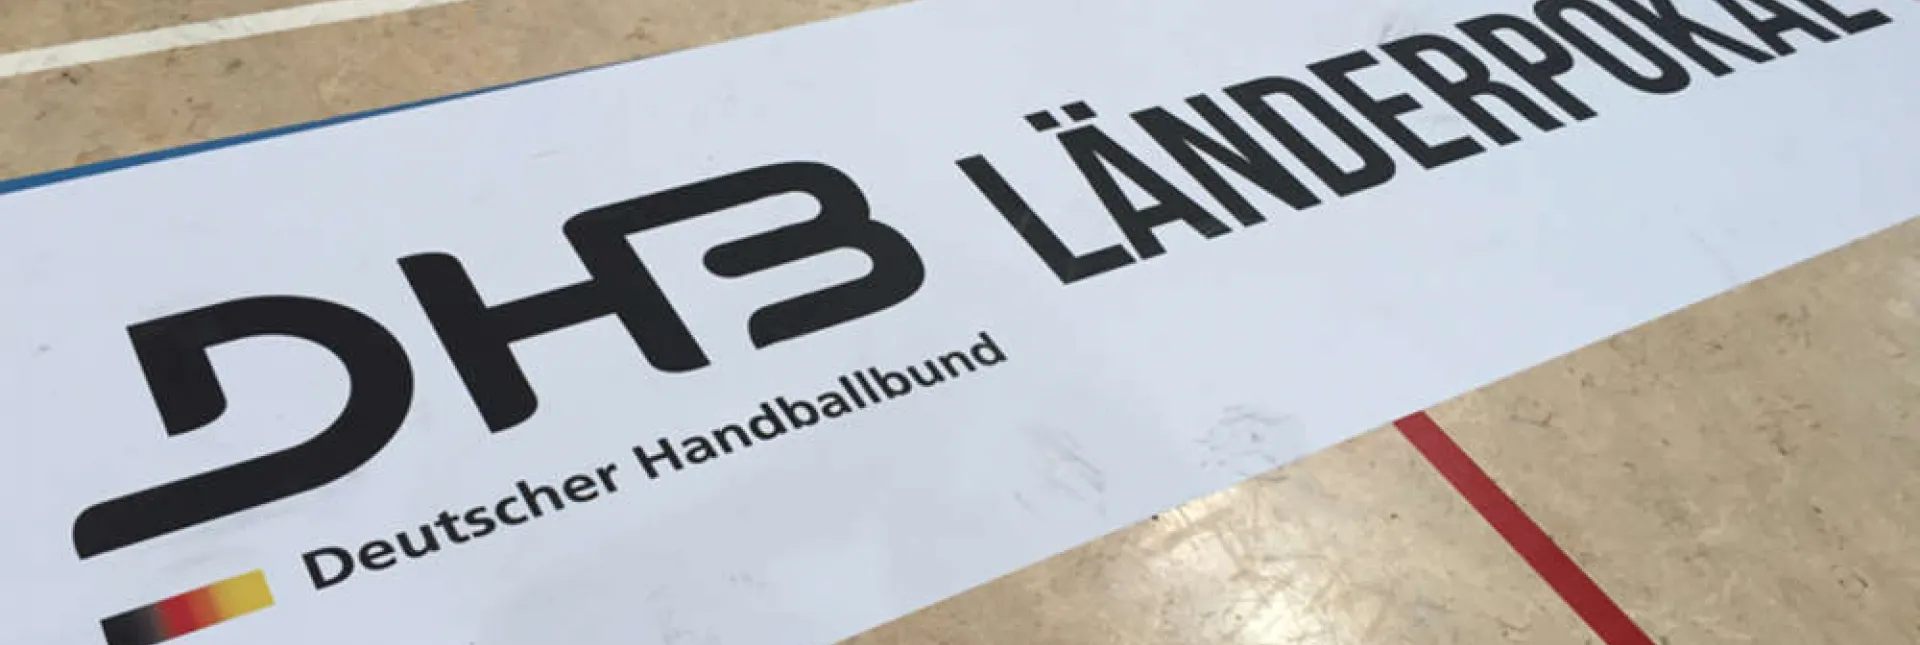 DHB LÄNDERPOKAL
Deutscher Handballbund